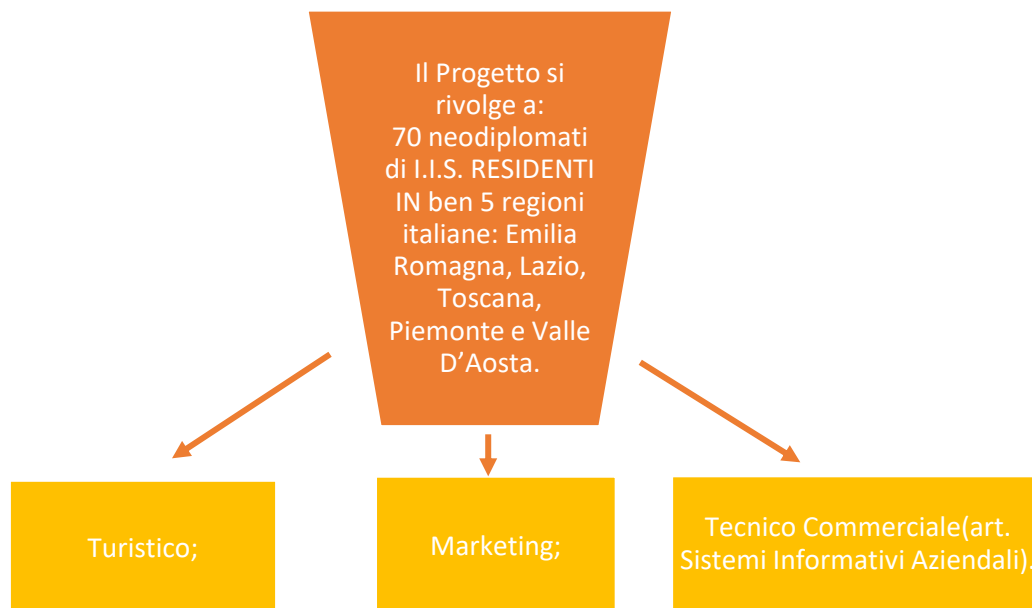 Il Progetto si
rivolge a:
70 neodiplomati
di I.I.S. RESIDENTI
IN ben 5 regioni
italiane: Emilia
Romagna, Lazio,
Toscana,
Piemonte e Valle
D’Aosta.
Turistico;
Marketing;
Tecnico Commerciale(art.
Sistemi Informativi Aziendali).